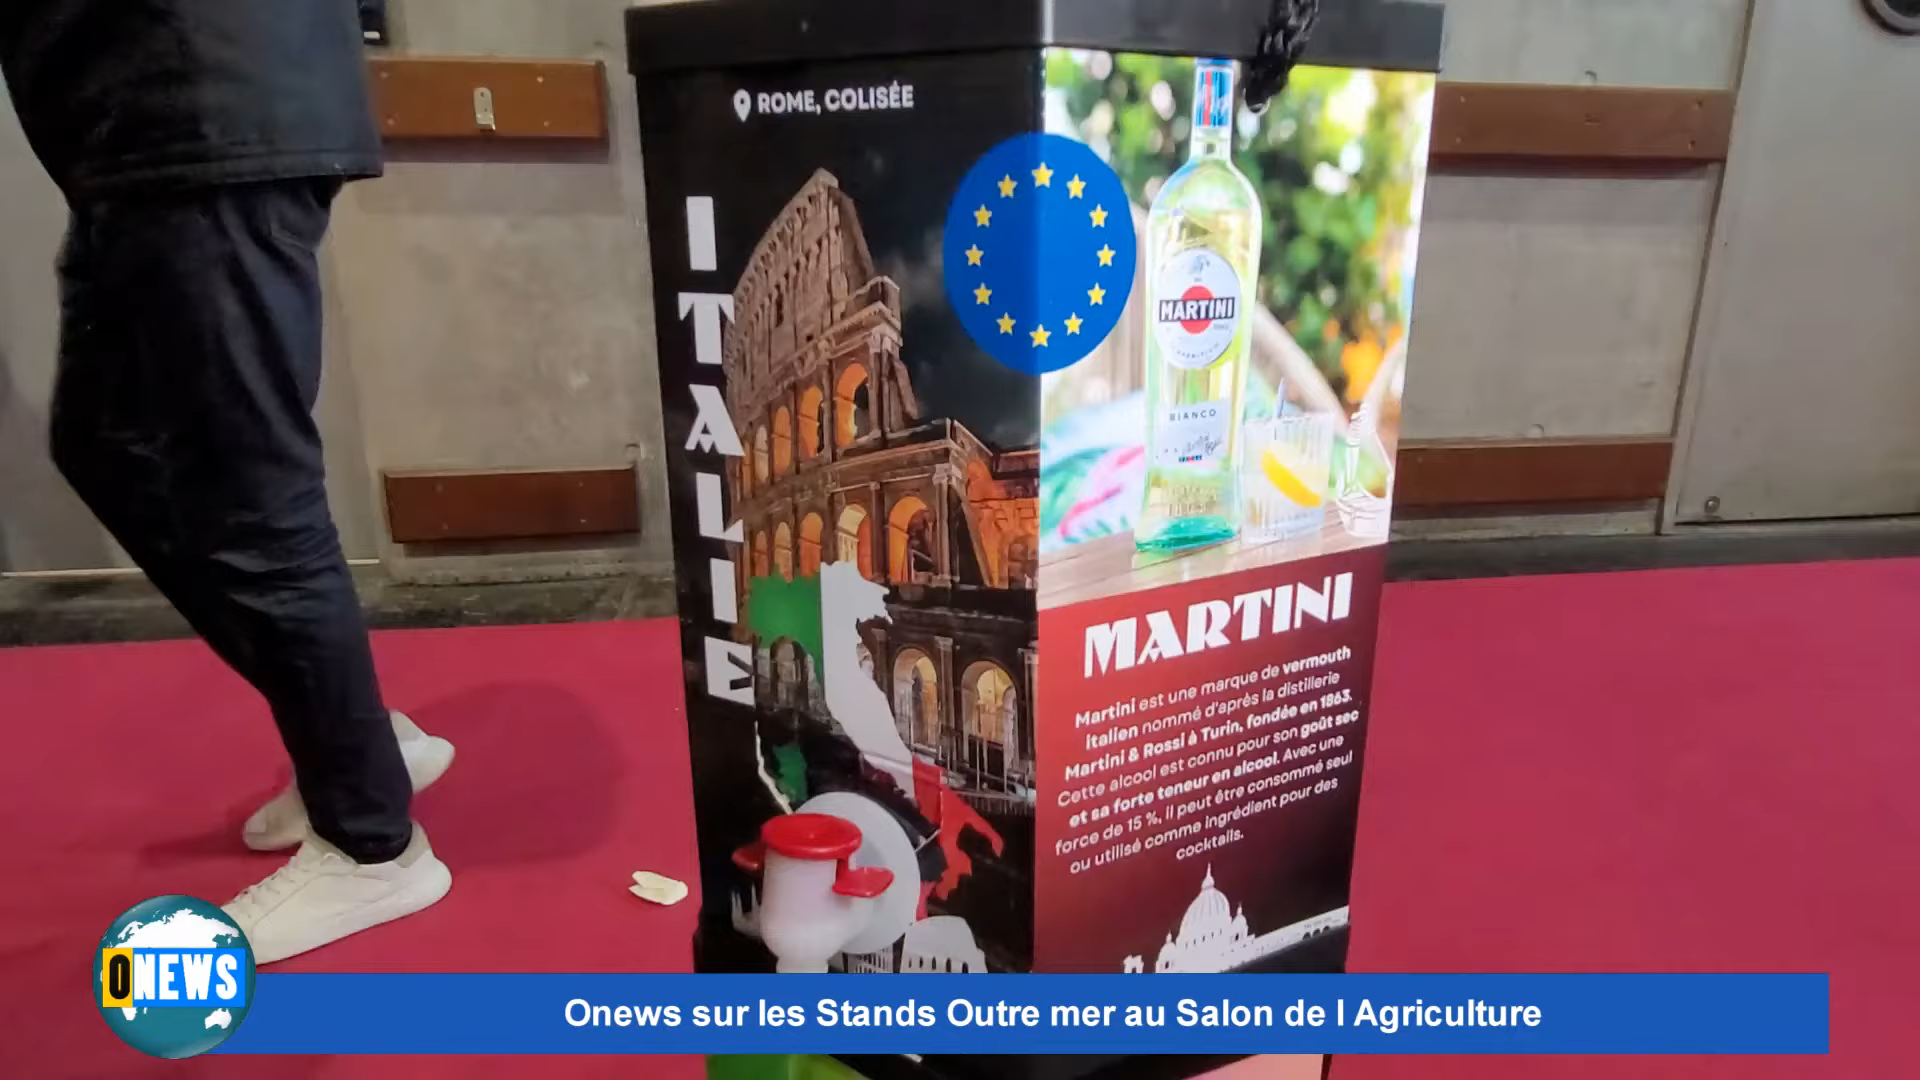 ROME, COLISÉE
ITALIE
MARTINI
BIANCO
MARTINI
Martini est une marque de vermouth
italien nommé d'après la distillerie
Martini & Rossi à Turin, fondée en 1863.
Cette alcool est connu pour son goût sec
et sa forte teneur en alcool. Avec une
force de 15 %, il peut être consommé seul
ou utilisé comme ingrédient pour des
cocktails.
ONEWS
Onews sur les Stands Outre mer au Salon de l Agriculture